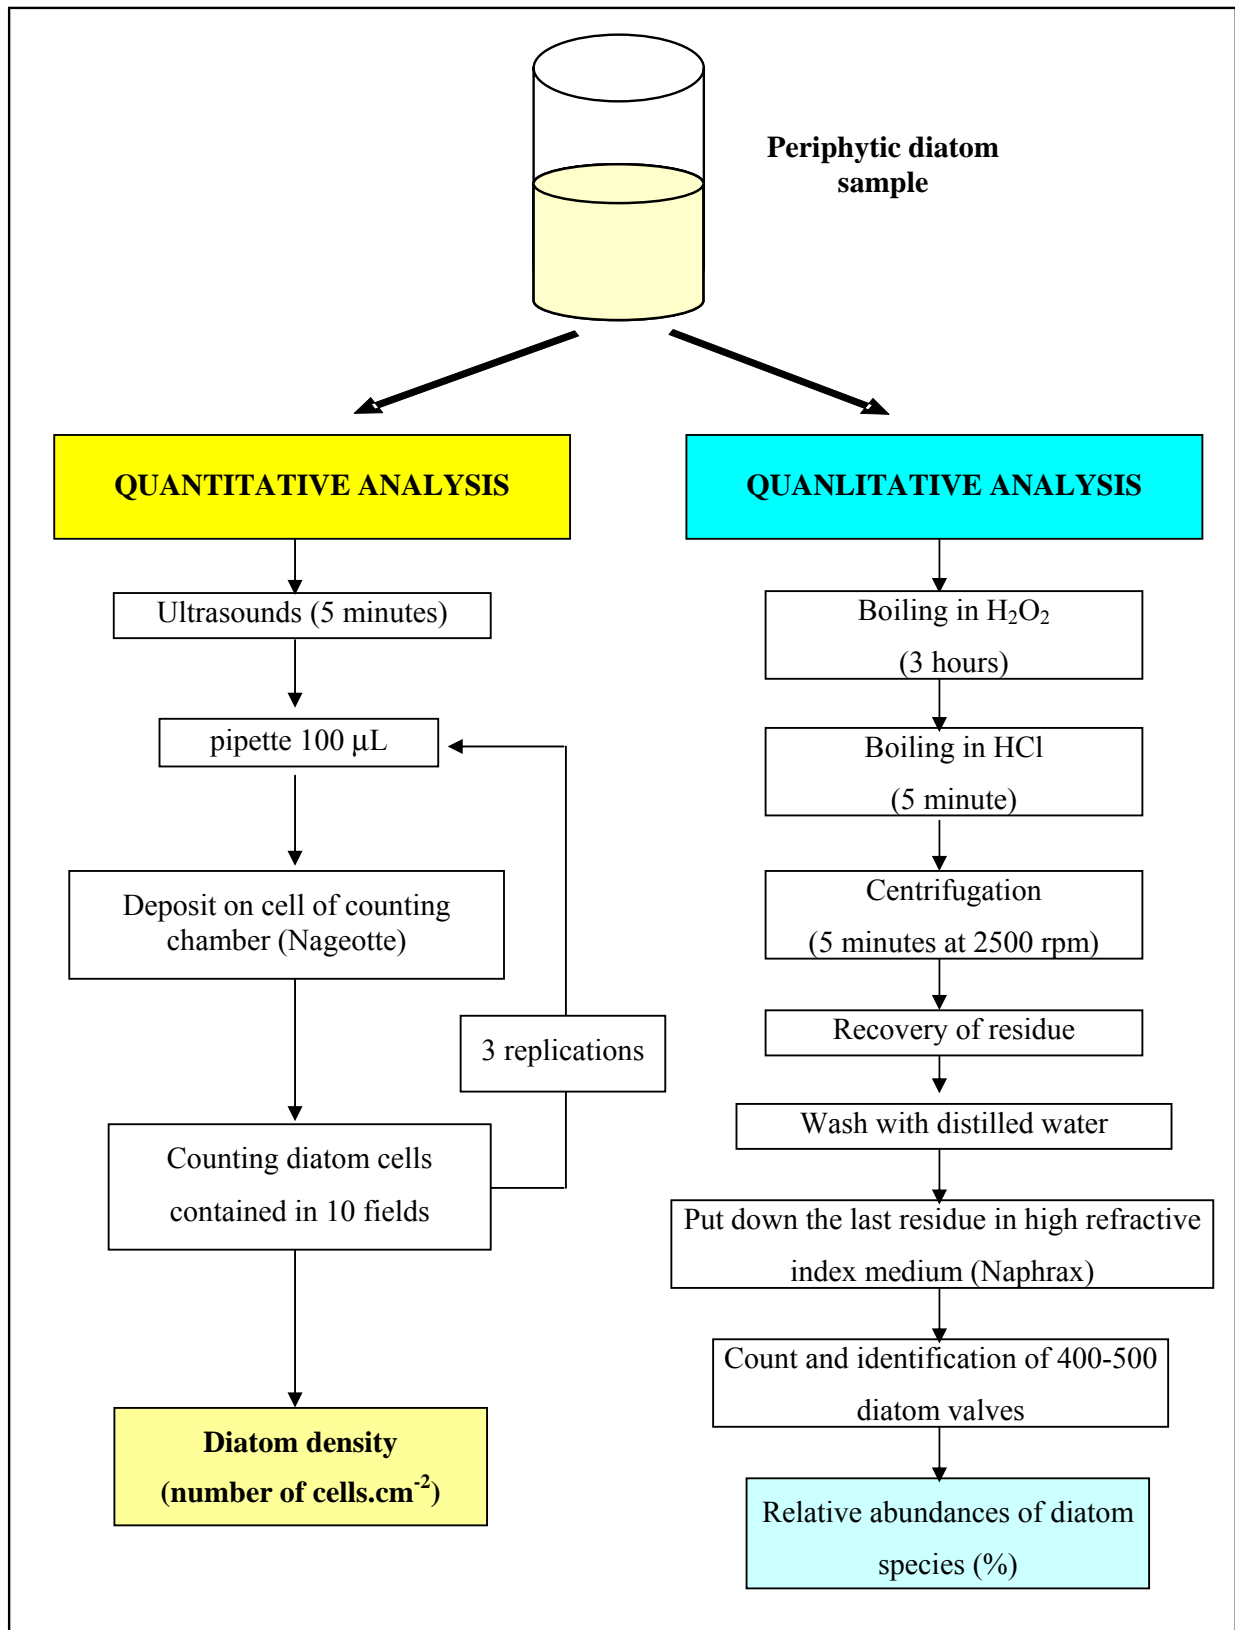 Periphytic diatom
sample
QUANTITATIVE ANALYSIS
Ultrasounds (5 minutes)
pipette 100 µL
Deposit on cell of counting
chamber (Nageotte)
3 replications
Counting diatom cells
contained in 10 fields
Diatom density
(number of cells.cm⁻²)
QUANLITATIVE ANALYSIS
Boiling in H₂O₂
(3 hours)
Boiling in HCl
(5 minute)
Centrifugation
(5 minutes at 2500 rpm)
Recovery of residue
Wash with distilled water
Put down the last residue in high refractive
index medium (Naphrax)
Count and identification of 400-500
diatom valves
Relative abundances of diatom
species (%)